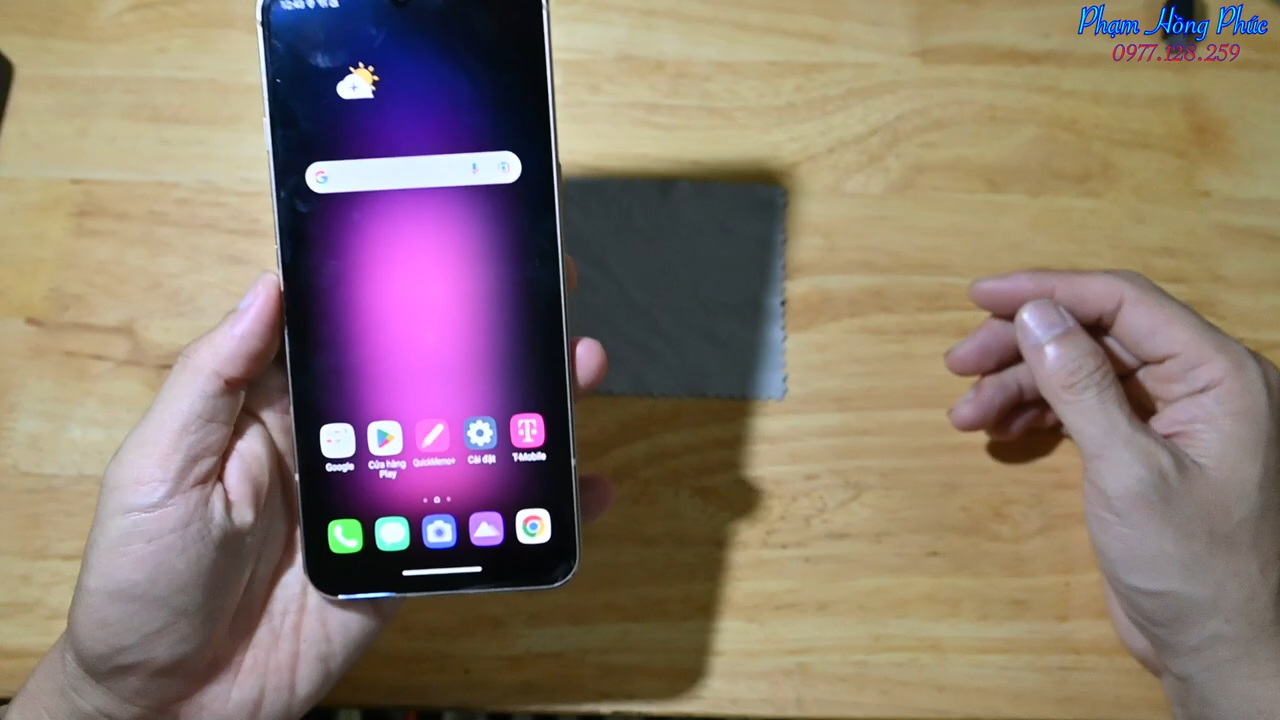 Phạm Hồng Phúc
0977.128.259
Google
Cửa hàng
Play
QuickMemo+
Cài đặt
T-Mobile